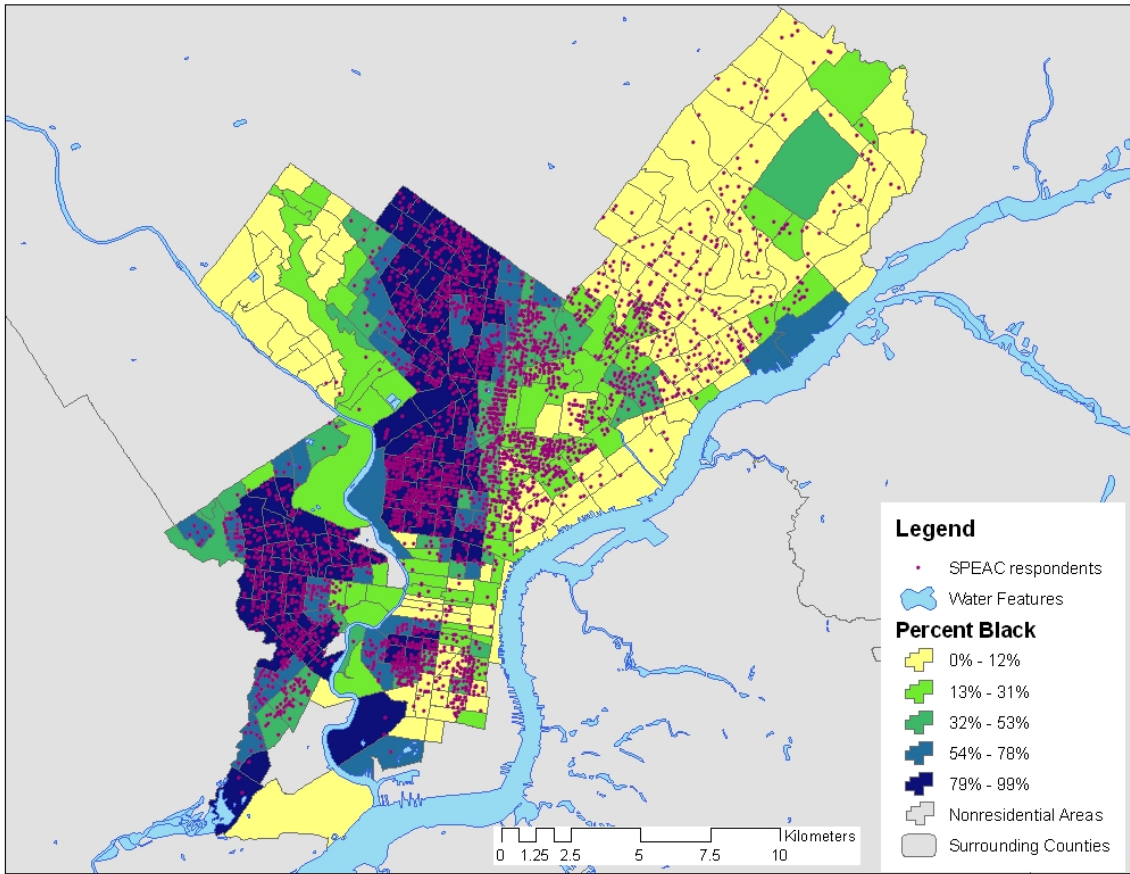 Legend
SPEAC respondents
Water Features
Percent Black
0% - 12%
13% - 31%
32% - 53%
54% - 78%
79% - 99%
Nonresidential Areas
Surrounding Counties
Kilometers
0 1.25 2.5 5 7.5 10